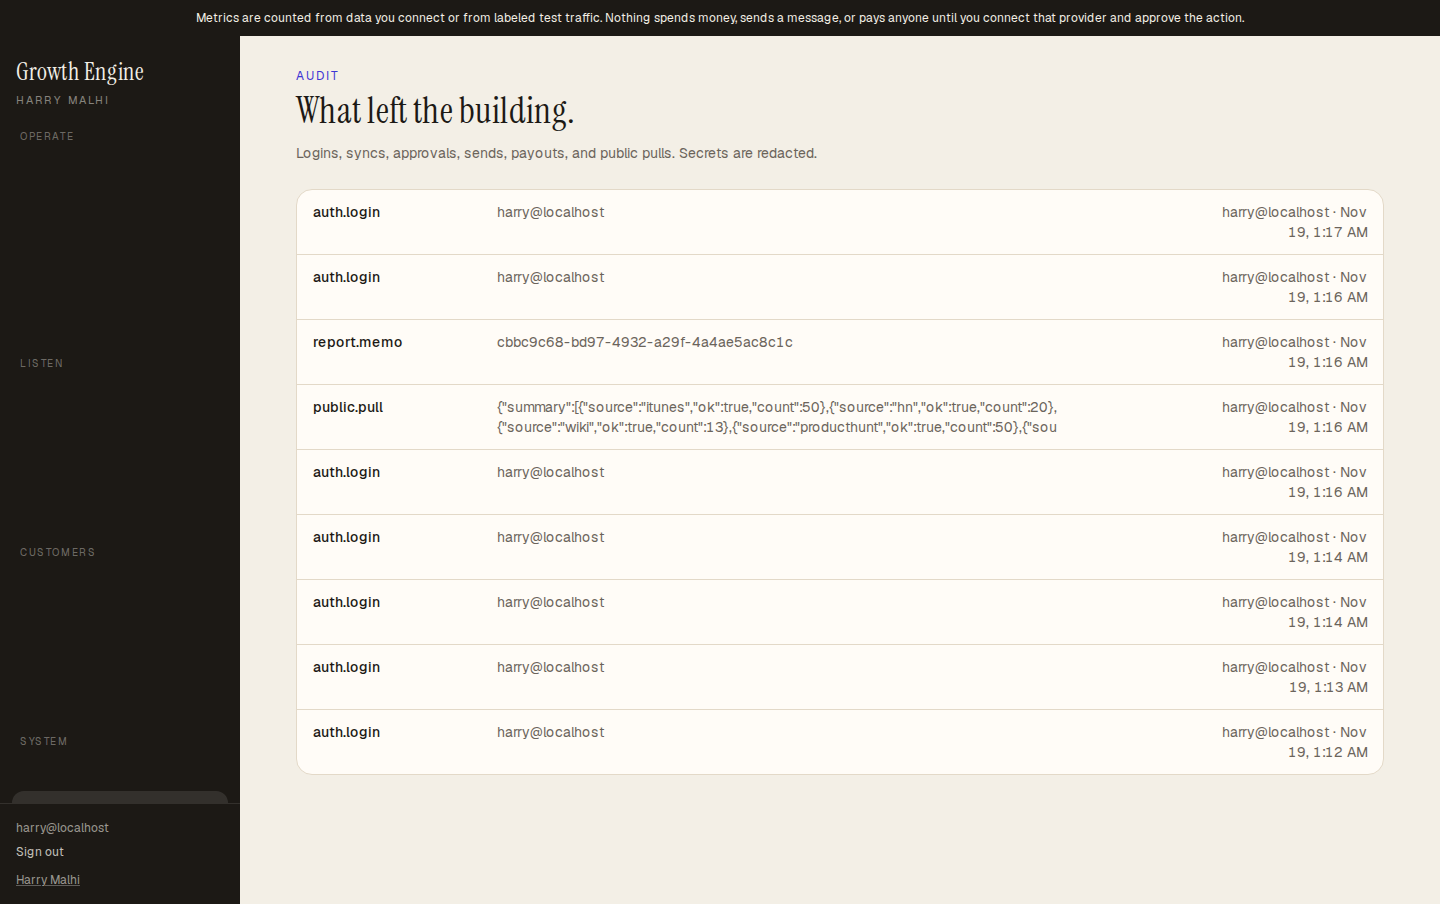 Metrics are counted from data you connect or from labeled test traffic. Nothing spends money, sends a message, or pays anyone until you connect that provider and approve the action.
Growth Engine
HARRY MALHI
OPERATE
LISTEN
CUSTOMERS
SYSTEM
harry@localhost
Sign out
Harry Malhi
AUDIT
What left the building.
Logins, syncs, approvals, sends, payouts, and public pulls. Secrets are redacted.
auth.login
harry@localhost
harry@localhost · Nov
19, 1:17 AM
auth.login
harry@localhost
harry@localhost · Nov
19, 1:16 AM
report.memo
cbbc9c68-bd97-4932-a29f-4a4ae5ac8c1c
harry@localhost · Nov
19, 1:16 AM
public.pull
{"summary":[{"source":"itunes","ok":true,"count":50},{"source":"hn","ok":true,"count":20},
{"source":"wiki","ok":true,"count":13},{"source":"producthunt","ok":true,"count":50},{"sou
harry@localhost · Nov
19, 1:16 AM
auth.login
harry@localhost
harry@localhost · Nov
19, 1:16 AM
auth.login
harry@localhost
harry@localhost · Nov
19, 1:14 AM
auth.login
harry@localhost
harry@localhost · Nov
19, 1:14 AM
auth.login
harry@localhost
harry@localhost · Nov
19, 1:13 AM
auth.login
harry@localhost
harry@localhost · Nov
19, 1:12 AM